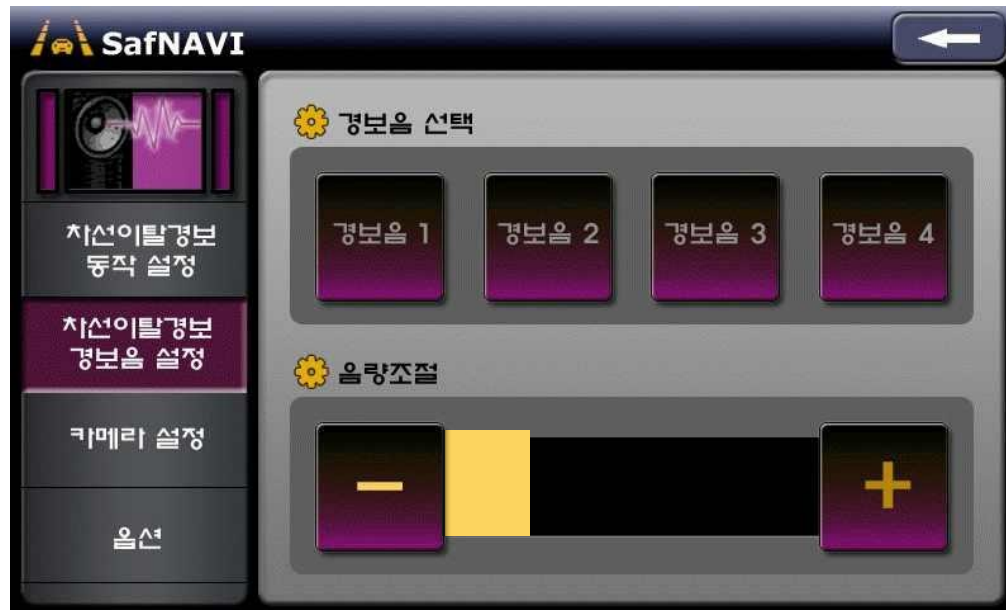 SafNAVI
차선이탈경보
동작 설정
차선이탈경보
경보음 설정
카메라 설정
옵션
경보음 선택
경보음 1
경보음 2
경보음 3
경보음 4
음량조절